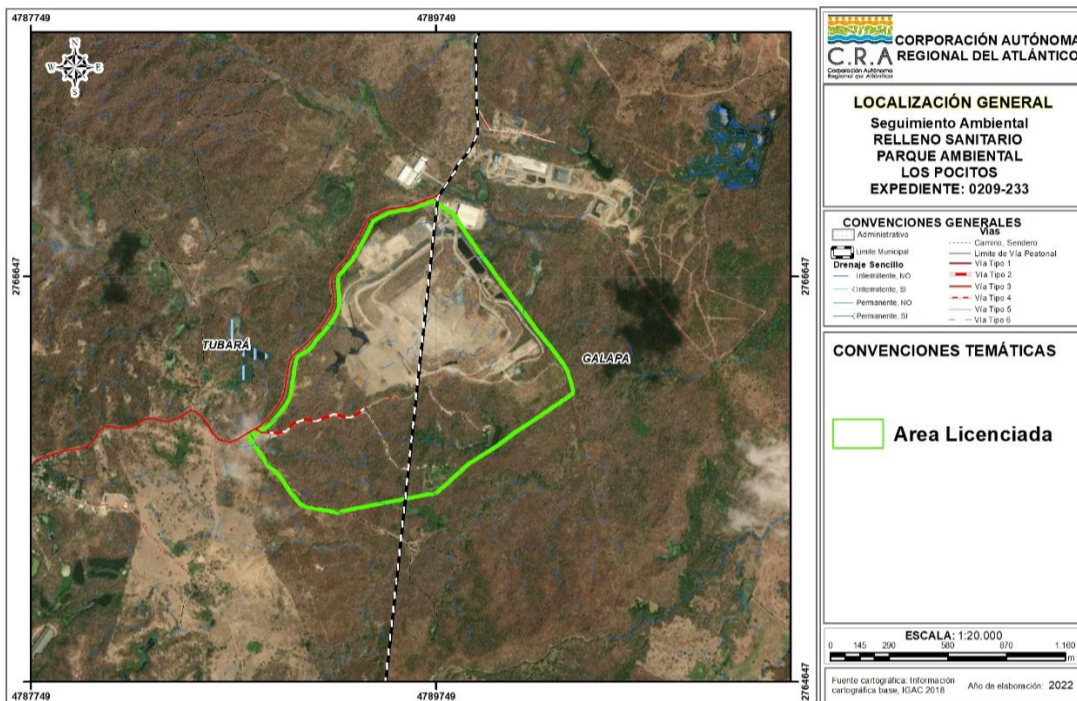 4787749
4789749
2766647
2766647
W
E
S
TUBARÁ
GALAPA
2764647
4787749
4789749
C.R.A
Corporación Autónoma
Regional del Atlántico
CORPORACIÓN AUTÓNOMA
REGIONAL DEL ATLÁNTICO
LOCALIZACIÓN GENERAL
Seguimiento Ambiental
RELLENO SANITARIO
PARQUE AMBIENTAL
LOS POCITOS
EXPEDIENTE: 0209-233
CONVENCIONES GENERALES
Administrativo
Limite Municipal
Drenaje Sencillo
Intermitente, NO
Intermitente, SI
Permanente, NO
Permanente, SI
Vías
Camino, Sendero
Limite de Vía Peatonal
Vía Tipo 1
Vía Tipo 2
Vía Tipo 3
Vía Tipo 4
Vía Tipo 5
Vía Tipo 6
CONVENCIONES TEMÁTICAS
Area Licenciada
ESCALA: 1:20.000
0 145 290 580 870 1.160
m
Fuente cartográfica: Información
cartográfica base, IGAC 2018
Año de elaboración: 2022